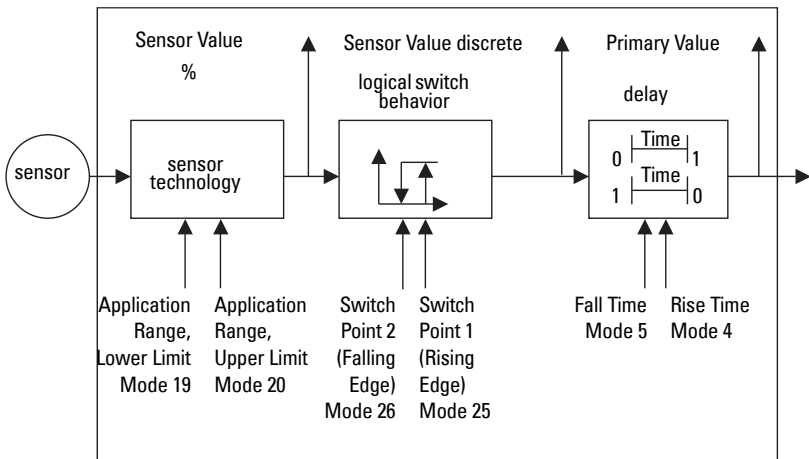 Sensor Value
%
Sensor Value discrete
Primary Value
logical switch
behavior
delay
sensor
sensor
technology
0 Time 1
1 Time 0
Application
Range,
Lower Limit
Mode 19
Application
Range,
Upper Limit
Mode 20
Switch
Point 2
(Falling
Edge)
Mode 26
Switch
Point 1
(Rising
Edge)
Mode 25
Fall Time
Mode 5
Rise Time
Mode 4